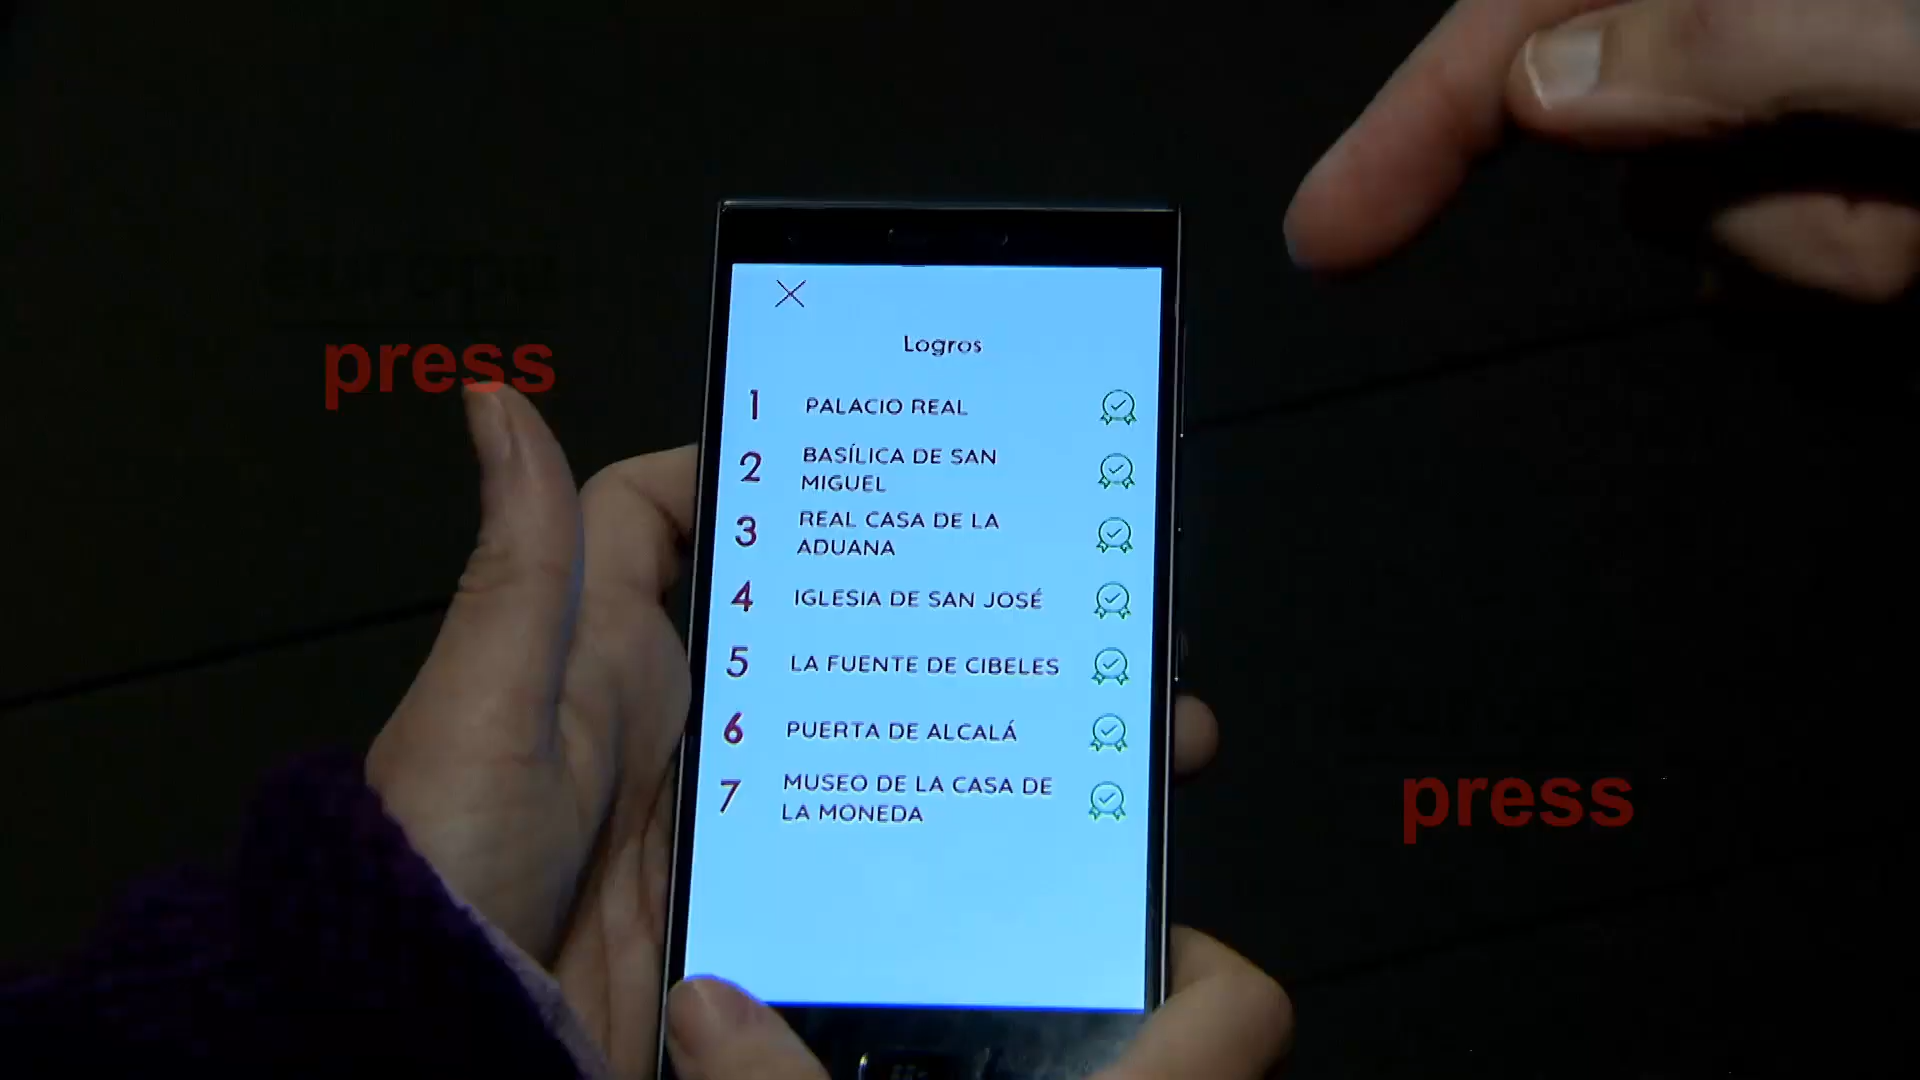 europa
press
Logros
1 PALACIO REAL
2 BASÍLICA DE SAN
MIGUEL
3 REAL CASA DE LA
ADUANA
4 IGLESIA DE SAN JOSÉ
5 LA FUENTE DE CIBELES
6 PUERTA DE ALCALÁ
7 MUSEO DE LA CASA DE
LA MONEDA
press